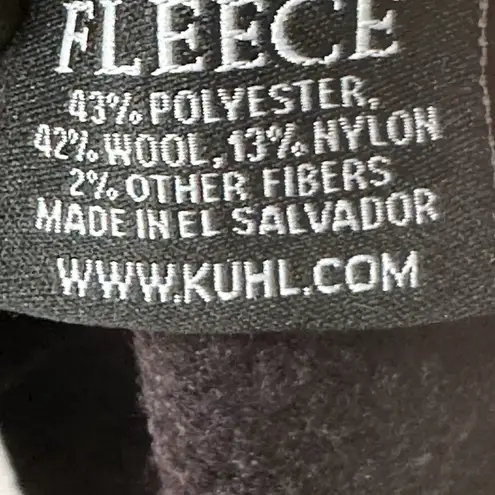 FLEECE
43% POLYESTER,
42% WOOL, 13% NYLON
2% OTHER FIBERS
MADE IN EL SALVADOR
WWW.KUHL.COM